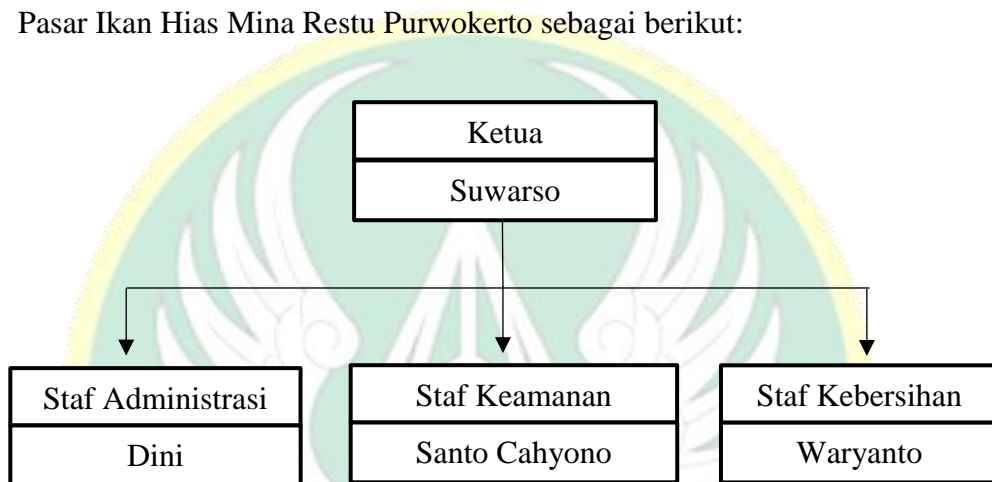 Pasar Ikan Hias Mina Restu Purwokerto sebagai berikut:
Ketua
Suwarso
Staf Administrasi
Dini
Staf Keamanan
Santo Cahyono
Staf Kebersihan
Waryanto